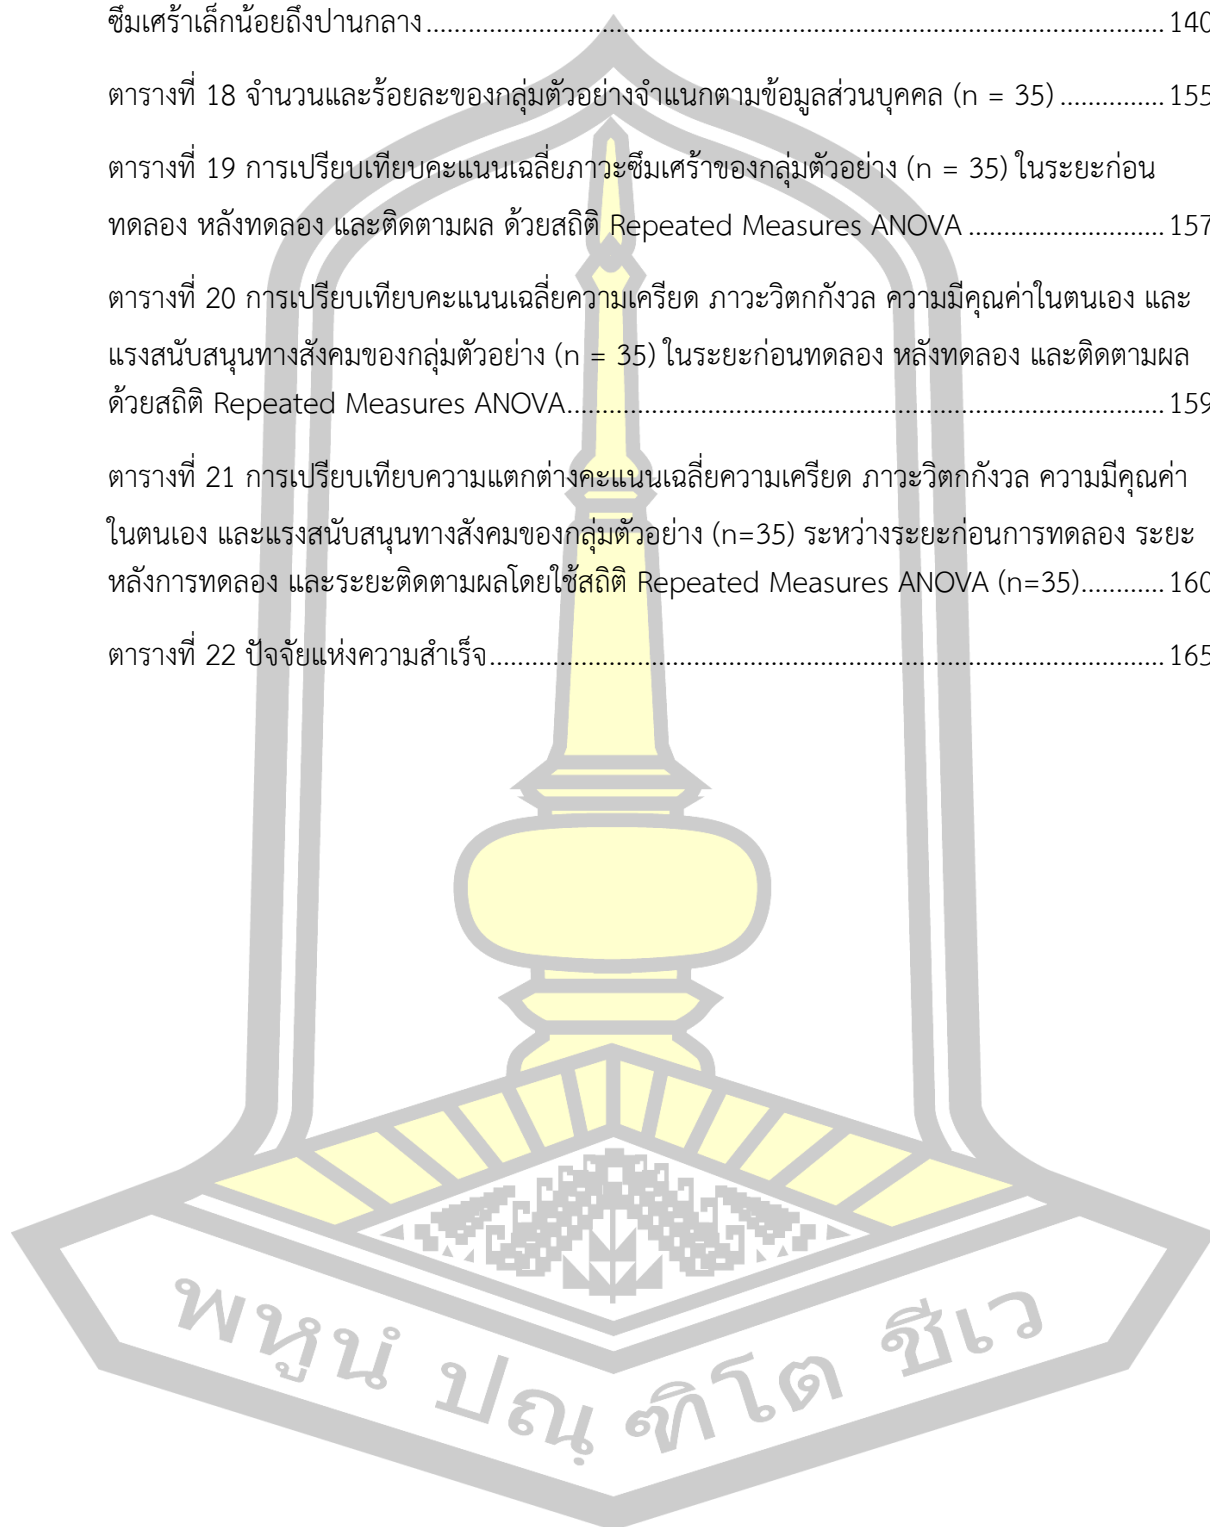 ซึมเศร้าเล็กน้อยถึงปานกลาง ........................................................................................ 140
ตารางที่ 18 จำนวนและร้อยละของกลุ่มตัวอย่างจำแนกตามข้อมูลส่วนบุคคล (n = 35) ............... 155
ตารางที่ 19 การเปรียบเทียบคะแนนเฉลี่ยภาวะซึมเศร้าของกลุ่มตัวอย่าง (n = 35) ในระยะก่อน
ทดลอง หลังทดลอง และติดตามผล ด้วยสถิติ Repeated Measures ANOVA ............................ 157
ตารางที่ 20 การเปรียบเทียบคะแนนเฉลี่ยความเครียด ภาวะวิตกกังวล ความมีคุณค่าในตนเอง และ
แรงสนับสนุนทางสังคมของกลุ่มตัวอย่าง (n = 35) ในระยะก่อนทดลอง หลังทดลอง และติดตามผล
ด้วยสถิติ Repeated Measures ANOVA....................................................................... 159
ตารางที่ 21 การเปรียบเทียบความแตกต่างคะแนนเฉลี่ยความเครียด ภาวะวิตกกังวล ความมีคุณค่า
ในตนเอง และแรงสนับสนุนทางสังคมของกลุ่มตัวอย่าง (n=35) ระหว่างระยะก่อนการทดลอง ระยะ
หลังการทดลอง และระยะติดตามผลโดยใช้สถิติ Repeated Measures ANOVA (n=35)............ 160
ตารางที่ 22 ปัจจัยแห่งความสำเร็จ................................................................................ 165
พหูนํ ปณฺฑิโต ชีเว